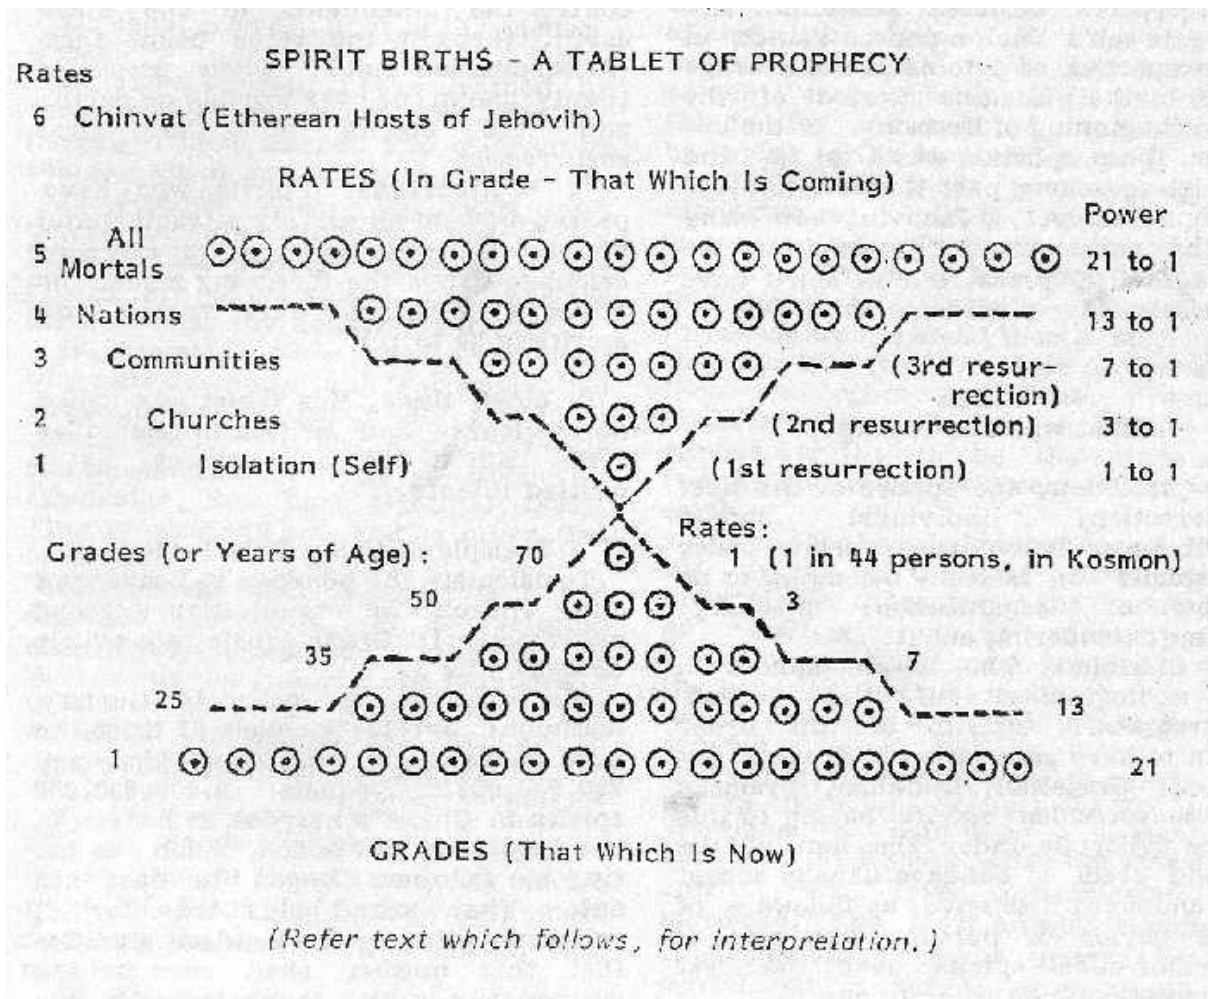 SPIRIT BIRTHS - A TABLET OF PROPHECY
Rates
6 Chinvat (Etherean Hosts of Jehovih)
RATES (In Grade - That Which Is Coming)
Power
5 All Mortals 21 to 1
4 Nations 13 to 1
3 Communities (3rd resur-rection) 7 to 1
2 Churches (2nd resurrection) 3 to 1
1 Isolation (Self) (1st resurrection) 1 to 1
Rates:
Grades (or Years of Age): 70 1 (1 in 44 persons, in Kosmon)
50 3
35 7
25 13
1 21
GRADES (That Which Is Now)
(Refer text which follows, for interpretation.)